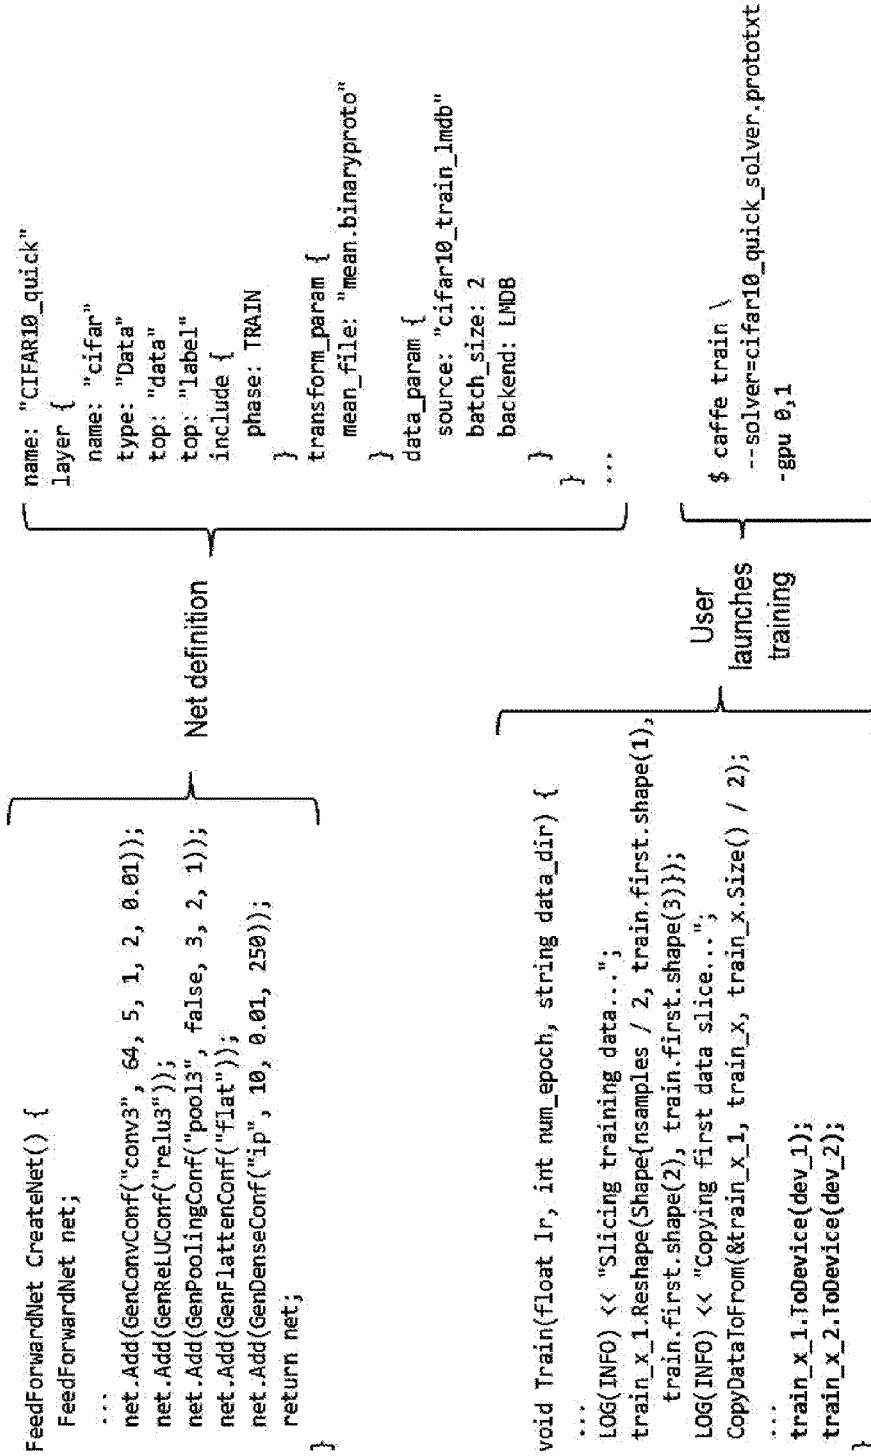 FeedForwardNet CreateNet() {
FeedForwardNet net;
...
net.Add(GenConvConf("conv3", 64, 5, 1, 2, 0.01));
net.Add(GenReLUConf("relu3"));
net.Add(GenPoolingConf("pool3", false, 3, 2, 1));
net.Add(GenFlattenConf("flat"));
net.Add(GenDenseConf("ip", 10, 0.01, 250));
return net;
}
Net definition
name: "CIFAR10_quick"
layer {
name: "cifar"
type: "Data"
top: "data"
top: "label"
include {
phase: TRAIN
}
transform_param {
mean_file: "mean.binaryproto"
}
data_param {
source: "cifar10_train_lmdb"
batch_size: 2
backend: LMDB
}
}
...
void Train(float lr, int num_epoch, string data_dir) {
...
LOG(INFO) << "Slicing training data...";
train_x_1.Reshape(Shape{nsamples / 2, train.first.shape(1),
train.first.shape(2), train.first.shape(3)});
LOG(INFO) << "Copying first data slice...";
CopyDataToFrom(&train_x_1, train_x, train_x.Size() / 2);
...
train_x_1.ToDevice(dev_1);
train_x_2.ToDevice(dev_2);
}
User
launches
training
$ caffe train \
--solver=cifar10_quick_solver.prototxt
-gpu 0,1